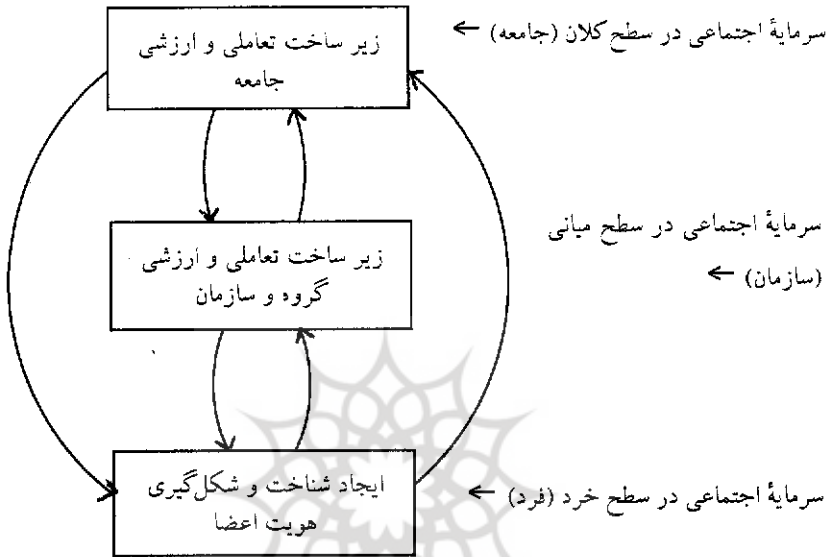 سرمایهٔ اجتماعی در سطح کلان (جامعه) ←
زیر ساخت تعاملی و ارزشی
جامعه
سرمایهٔ اجتماعی در سطح میانی
(سازمان) ←
زیر ساخت تعاملی و ارزشی
گروه و سازمان
سرمایهٔ اجتماعی در سطح خرد (فرد) ←
ایجاد شناخت و شکل‌گیری
هویت اعضا